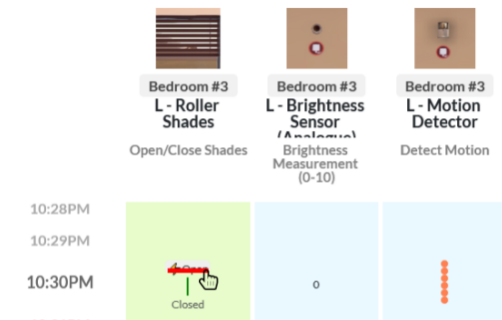 Bedroom #3
L - Roller
Shades
Open/Close Shades
Bedroom #3
L - Brightness
Sensor
(Analogue)
Brightness
Measurement
(0-10)
Bedroom #3
L - Motion
Detector
Detect Motion
10:28PM
10:29PM
10:30PM
Closed
0